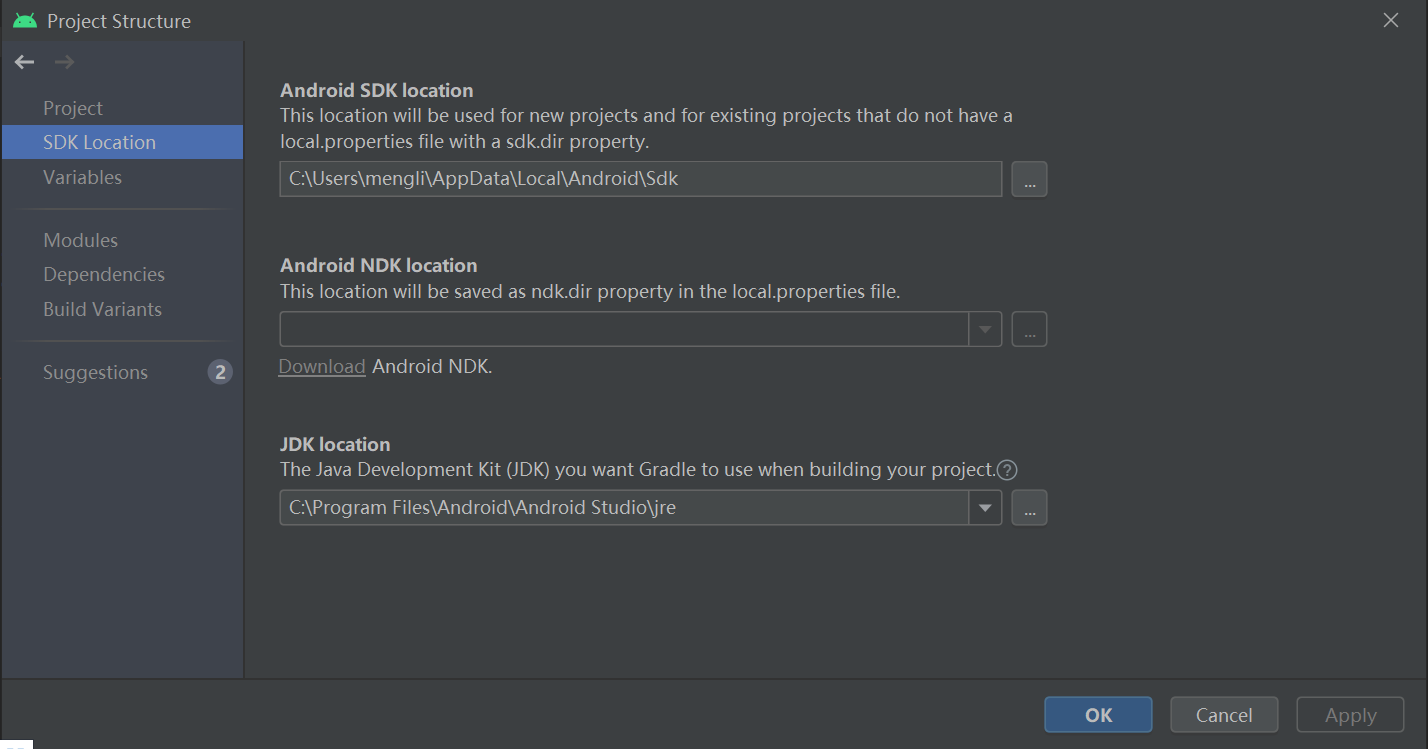 Project Structure
Project
SDK Location
Variables
Modules
Dependencies
Build Variants
Suggestions 2
Android SDK location
This location will be used for new projects and for existing projects that do not have a
local.properties file with a sdk.dir property.
C:\Users\mengli\AppData\Local\Android\Sdk
...
Android NDK location
This location will be saved as ndk.dir property in the local.properties file.
...
Download Android NDK.
JDK location
The Java Development Kit (JDK) you want Gradle to use when building your project.?
C:\Program Files\Android\Android Studio\jre
...
OK
Cancel
Apply